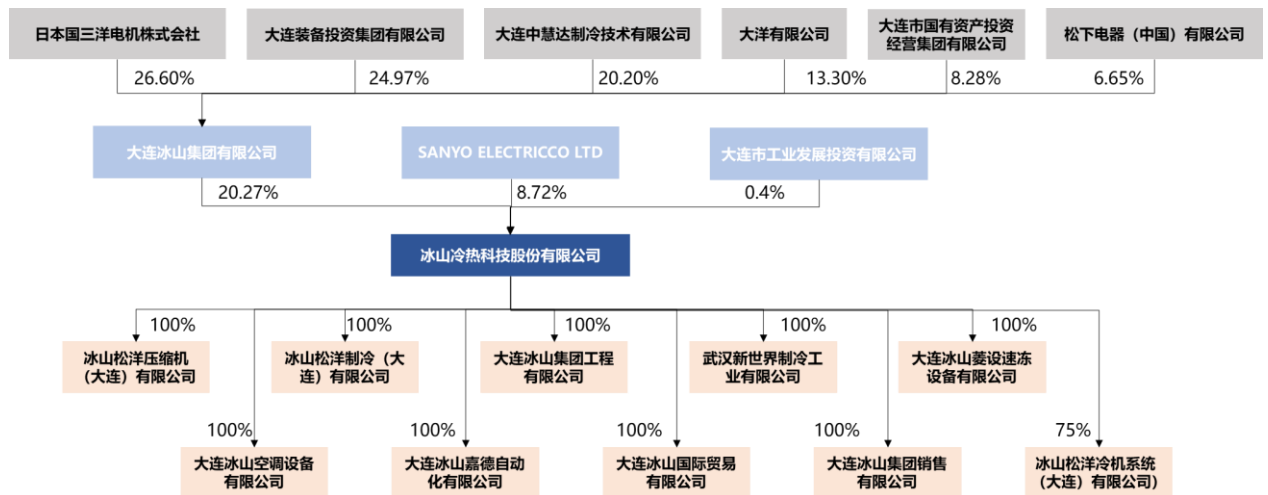 日本国三洋电机株式会社
大连装备投资集团有限公司
大连中慧达制冷技术有限公司
大洋有限公司
大连市国有资产投资
经营集团有限公司
松下电器（中国）有限公司
26.60%
24.97%
20.20%
13.30%
8.28%
6.65%
大连冰山集团有限公司
SANYO ELECTRICCO LTD
大连市工业发展投资有限公司
20.27%
8.72%
0.4%
冰山冷热科技股份有限公司
100%
100%
100%
100%
100%
冰山松洋压缩机
（大连）有限公司
冰山松洋制冷（大
连）有限公司
大连冰山集团工程
有限公司
武汉新世界制冷工
业有限公司
大连冰山菱设速冻
设备有限公司
100%
100%
100%
100%
75%
大连冰山空调设备
有限公司
大连冰山嘉德自动
化有限公司
大连冰山国际贸易
有限公司
大连冰山集团销售
有限公司
冰山松洋冷机系统
（大连）有限公司）